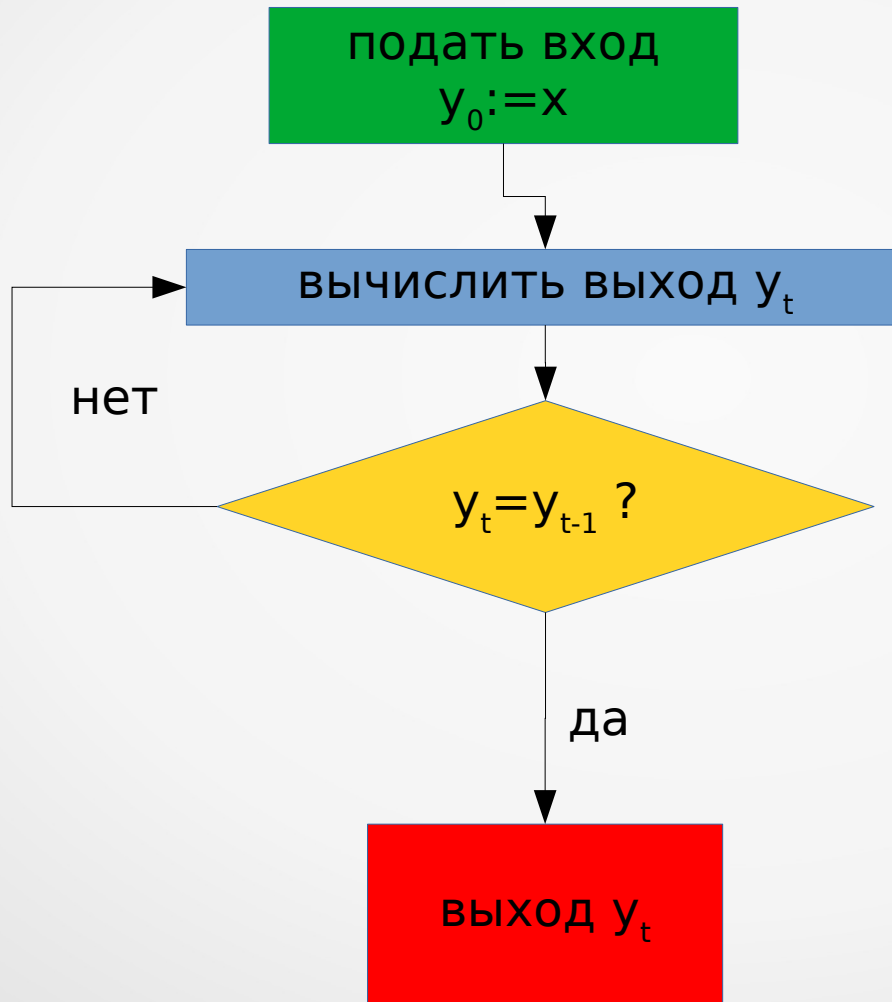 подать вход
y₀:=x
вычислить выход yₜ
нет
yₜ=yₜ₋₁ ?
да
выход yₜ